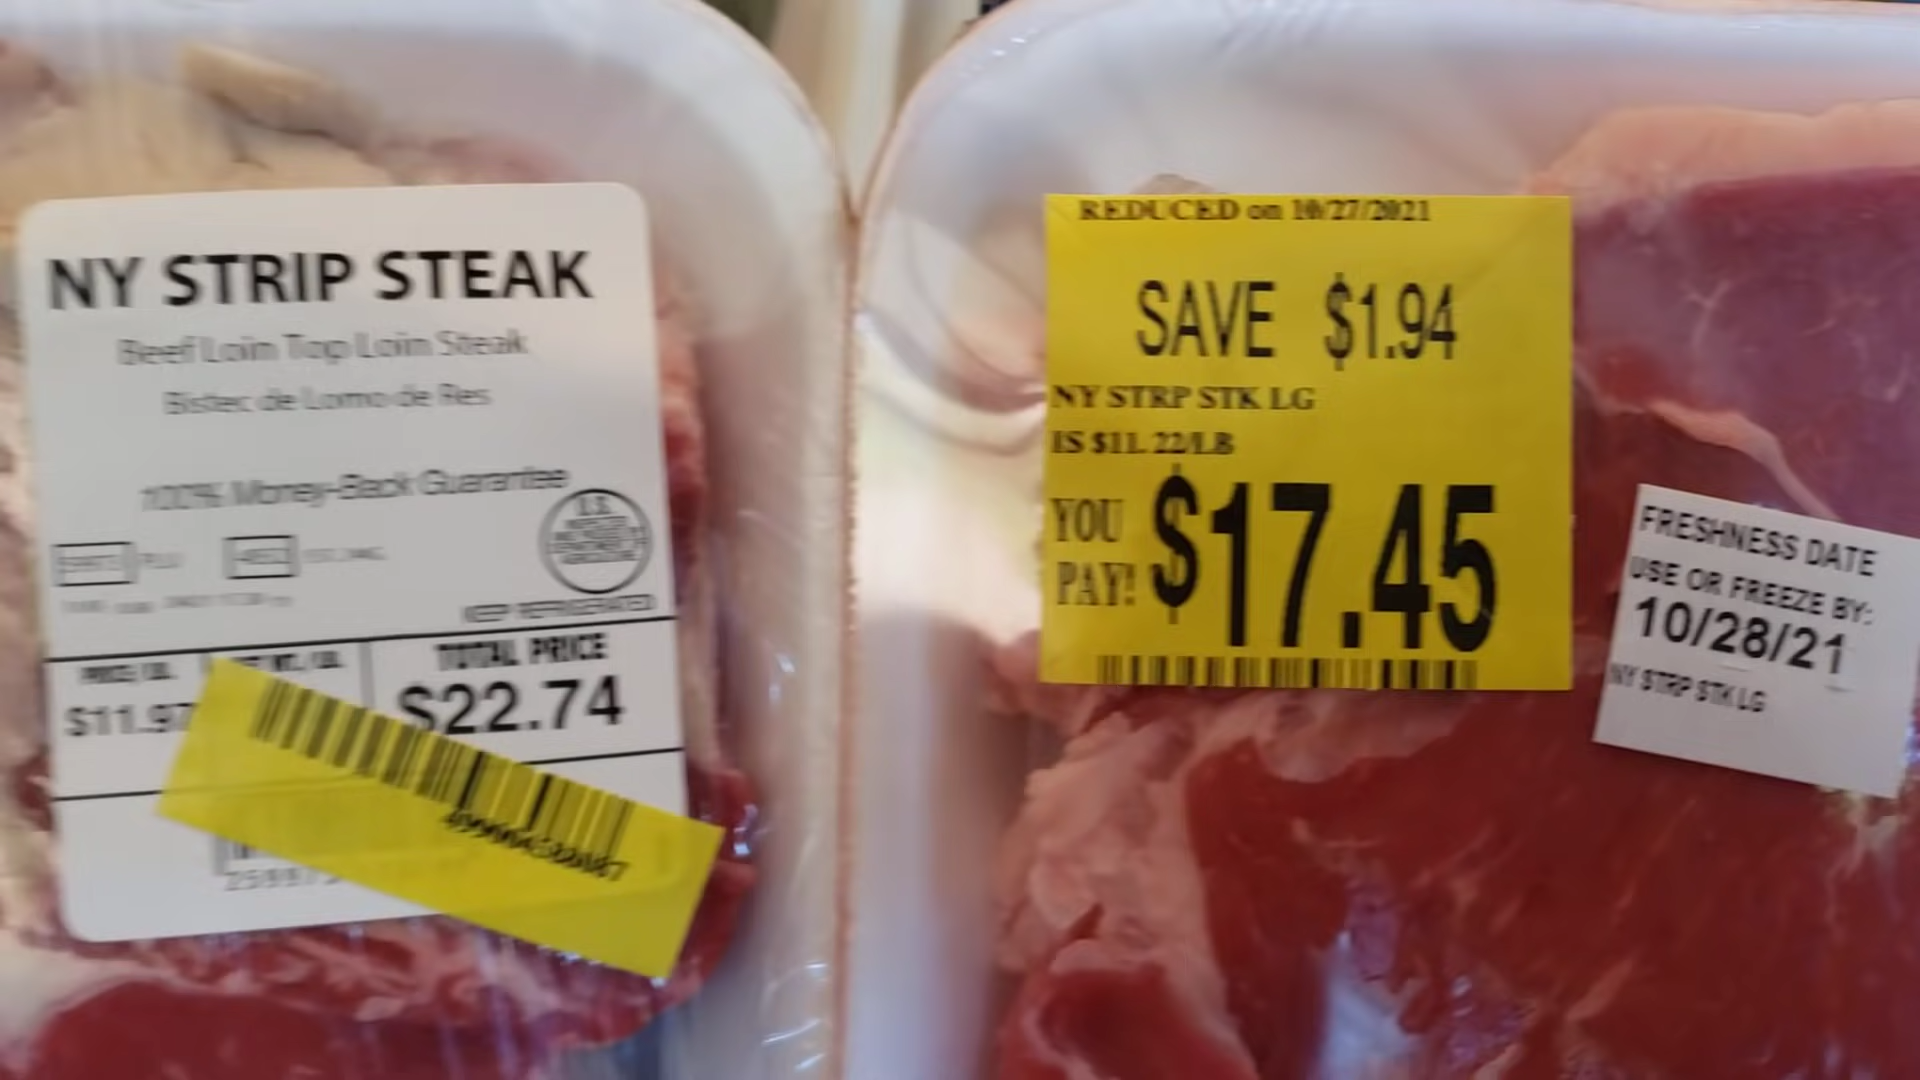 NY STRIP STEAK
Beef Loin Top Loin Steak
Bistec de Lomo de Res
100% Money-Back Guarantee
U.S.
KEEP REFRIGERATED
TOTAL PRICE
$11.97
$22.74
REDUCED on 10/27/2021
SAVE $1.94
NY STRP STK LG
IS $11.22/LB
YOU PAY! $17.45
FRESHNESS DATE
USE OR FREEZE BY:
10/28/21
NY STRP STK LG